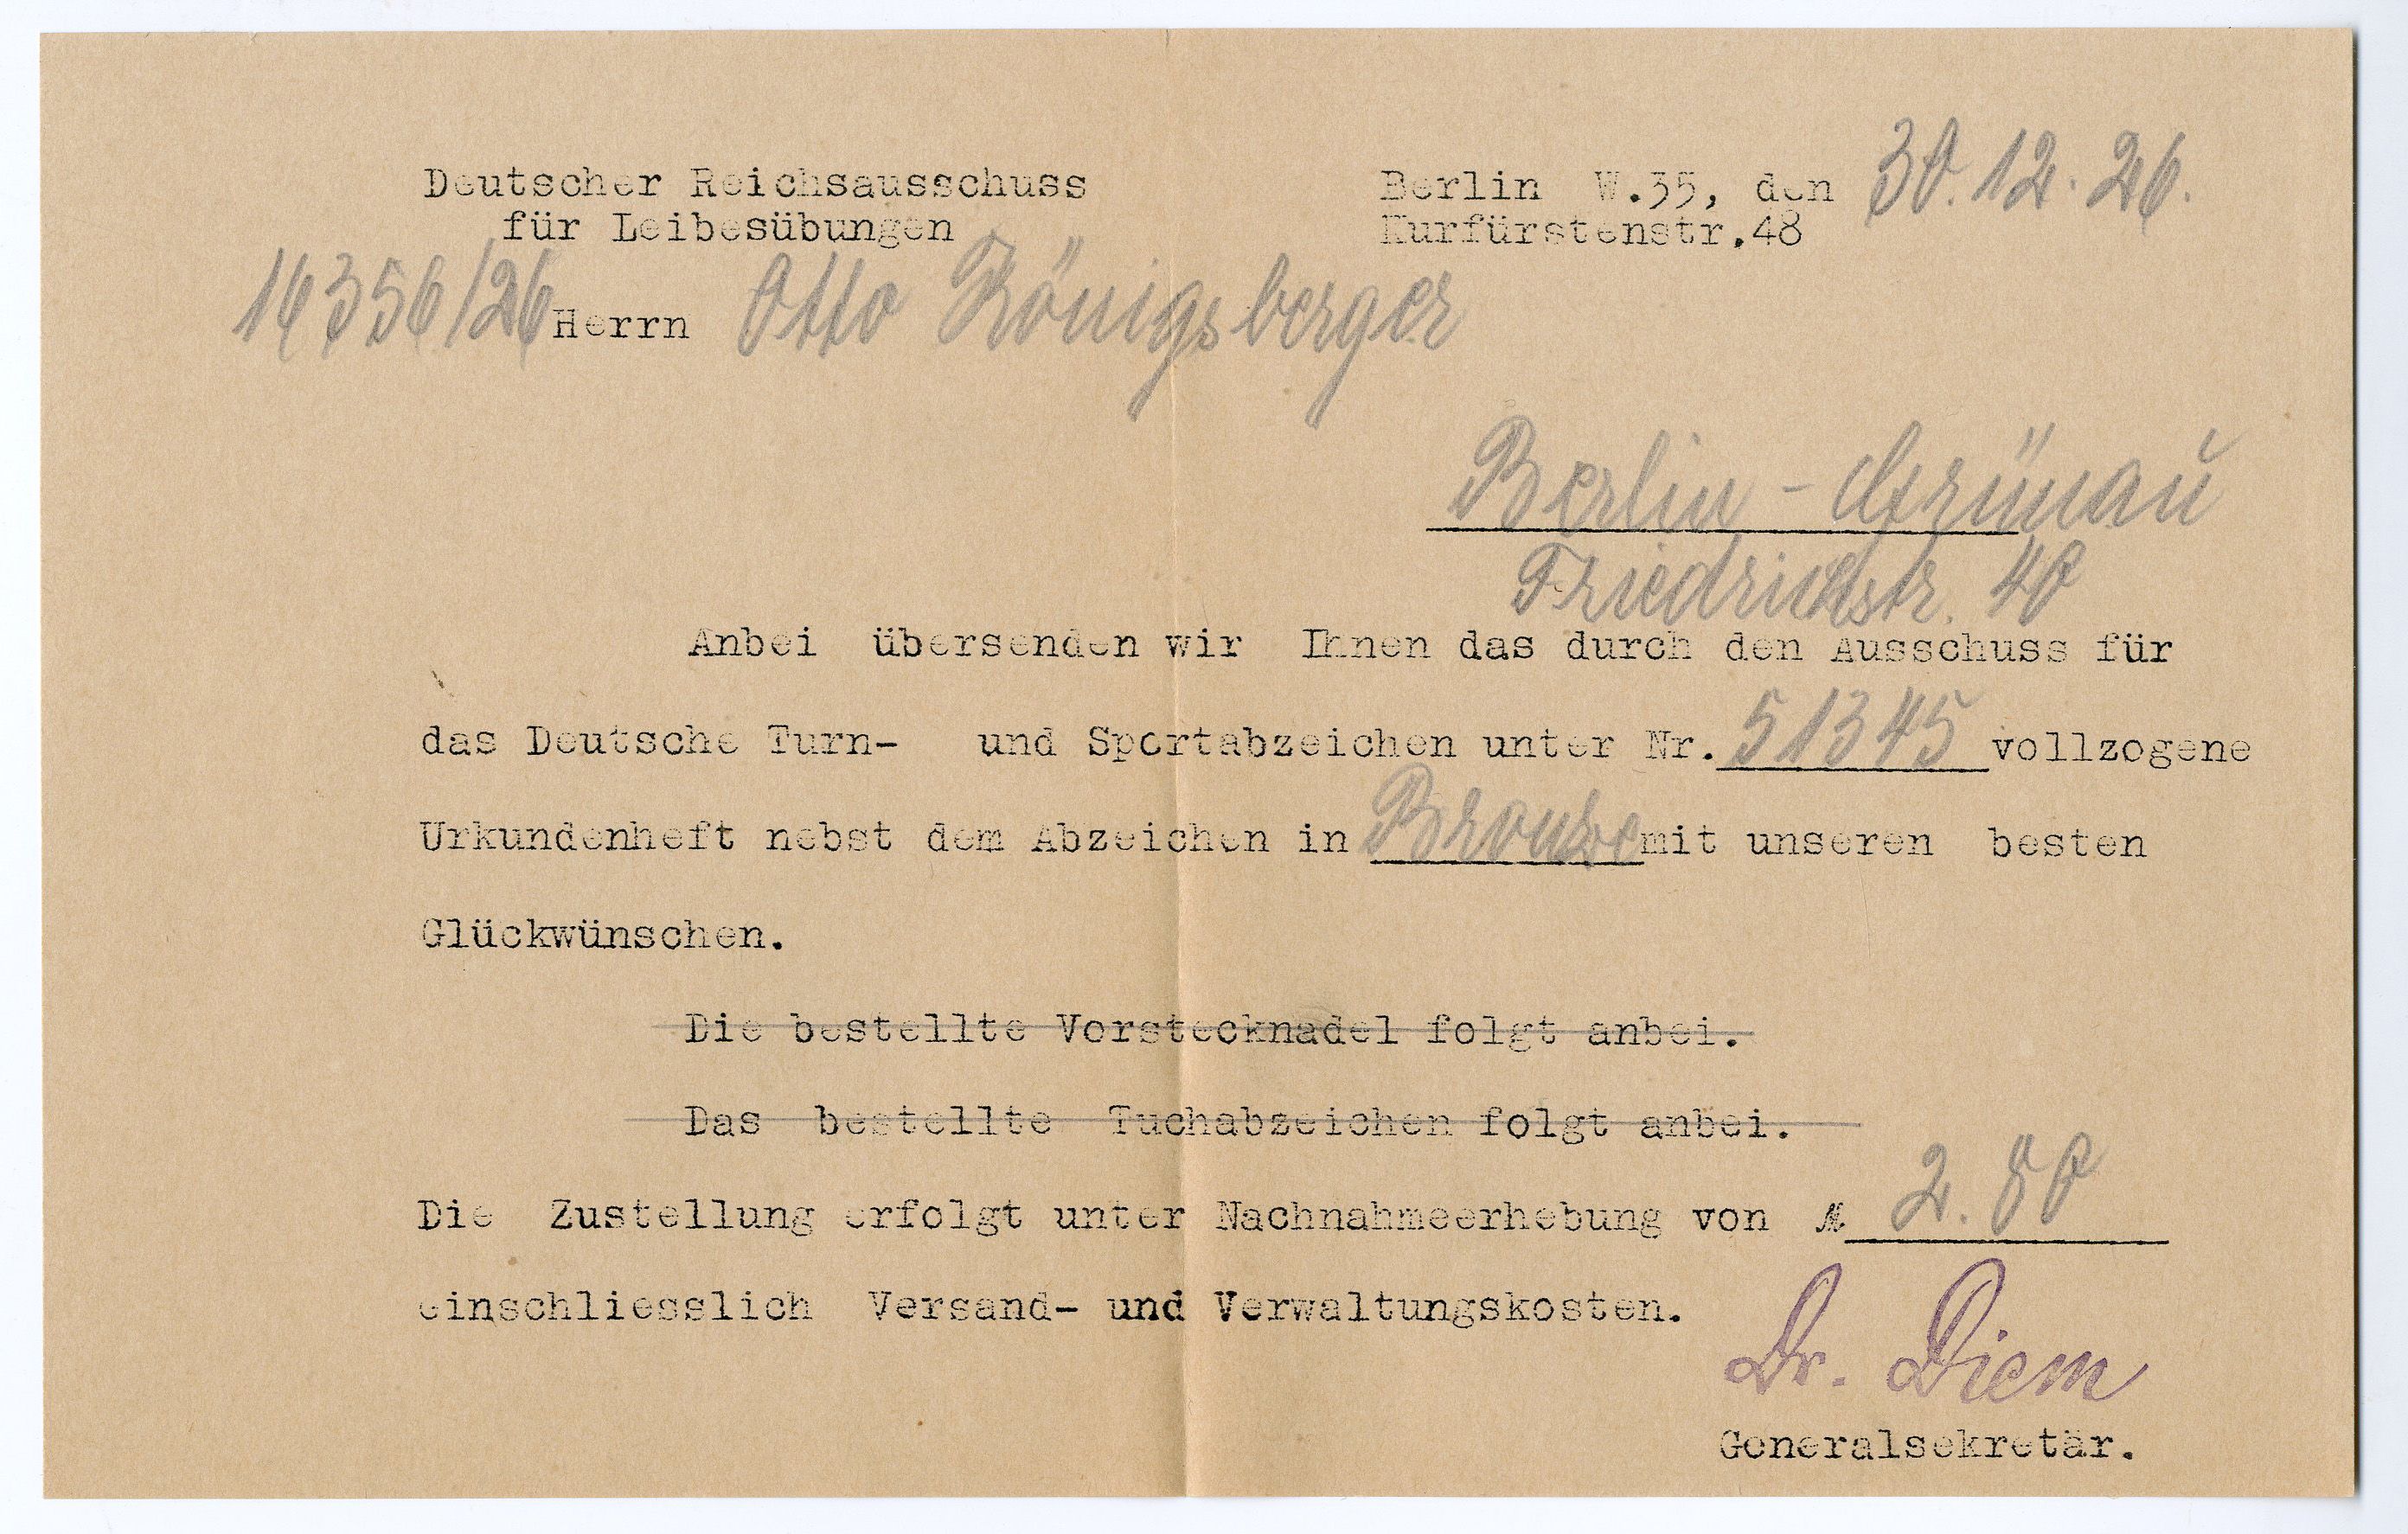 Deutscher Reichsausschuss
für Leibesübungen
Berlin W.35, den 30.12.26.
Kurfürstenstr.48
14356/26 Herrn Otto Königsberger
Berlin-Grünau
Friedrichstr. 40
Anbei übersenden wir Ihnen das durch den Ausschuss für
das Deutsche Turn- und Sportabzeichen unter Nr. 51345 vollzogene
Urkundenheft nebst dem Abzeichen in Bronze mit unseren besten
Glückwünschen.
Die bestellte Vorstecknadel folgt anbei.
Das bestellte Tuchabzeichen folgt anbei.
Die Zustellung erfolgt unter Nachnahmeerhebung von M 2.80
einschliesslich Versand- und Verwaltungskosten.
Dr. Diem
Generalsekretär.